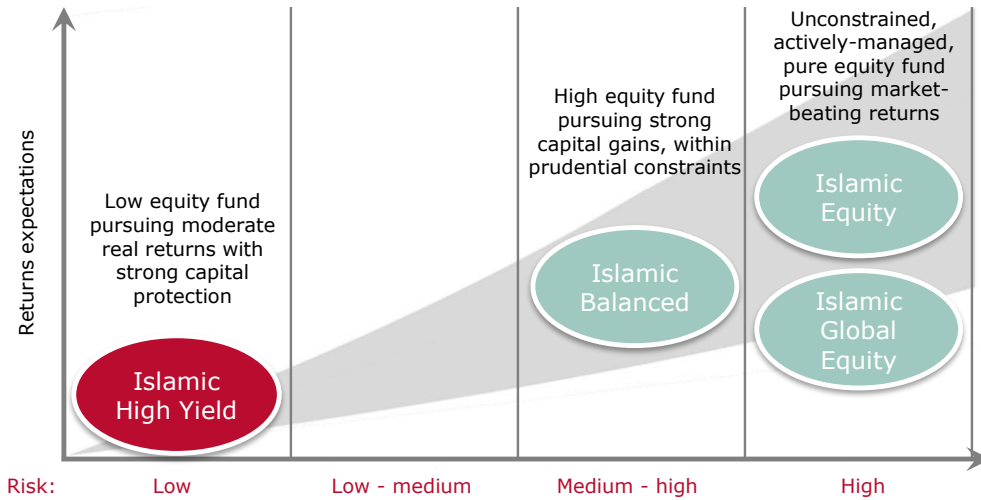 Returns expectations
Low equity fund
pursuing moderate
real returns with
strong capital
protection
Islamic
High Yield
High equity fund
pursuing strong
capital gains, within
prudential constraints
Islamic
Balanced
Unconstrained,
actively-managed,
pure equity fund
pursuing market-
beating returns
Islamic
Equity
Islamic
Global
Equity
Risk: Low Low - medium Medium - high High